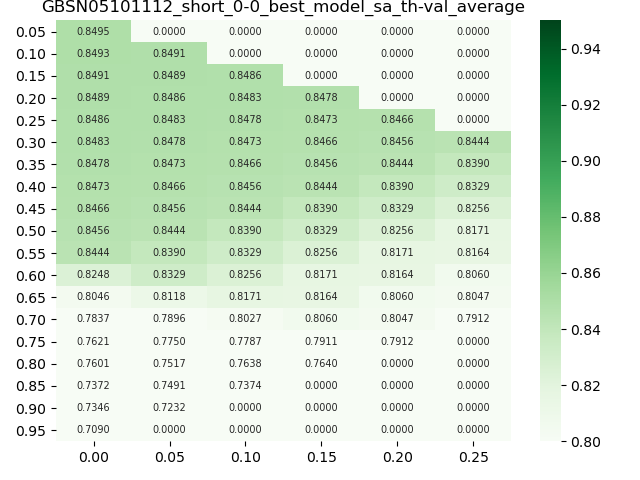 GBSN05101112_short_0-0_best_model_sa_th-val_average
0.05 0.8495 0.0000 0.0000 0.0000 0.0000 0.0000
0.10 0.8493 0.8491 0.0000 0.0000 0.0000 0.0000
0.15 0.8491 0.8489 0.8486 0.0000 0.0000 0.0000
0.20 0.8489 0.8486 0.8483 0.8478 0.0000 0.0000
0.25 0.8486 0.8483 0.8478 0.8473 0.8466 0.0000
0.30 0.8483 0.8478 0.8473 0.8466 0.8456 0.8444
0.35 0.8478 0.8473 0.8466 0.8456 0.8444 0.8390
0.40 0.8473 0.8466 0.8456 0.8444 0.8390 0.8329
0.45 0.8466 0.8456 0.8444 0.8390 0.8329 0.8256
0.50 0.8456 0.8444 0.8390 0.8329 0.8256 0.8171
0.55 0.8444 0.8390 0.8329 0.8256 0.8171 0.8164
0.60 0.8248 0.8329 0.8256 0.8171 0.8164 0.8060
0.65 0.8046 0.8118 0.8171 0.8164 0.8060 0.8047
0.70 0.7837 0.7896 0.8027 0.8060 0.8047 0.7912
0.75 0.7621 0.7750 0.7787 0.7911 0.7912 0.0000
0.80 0.7601 0.7517 0.7638 0.7640 0.0000 0.0000
0.85 0.7372 0.7491 0.7374 0.0000 0.0000 0.0000
0.90 0.7346 0.7232 0.0000 0.0000 0.0000 0.0000
0.95 0.7090 0.0000 0.0000 0.0000 0.0000 0.0000
0.00 0.05 0.10 0.15 0.20 0.25
0.94
0.92
0.90
0.88
0.86
0.84
0.82
0.80